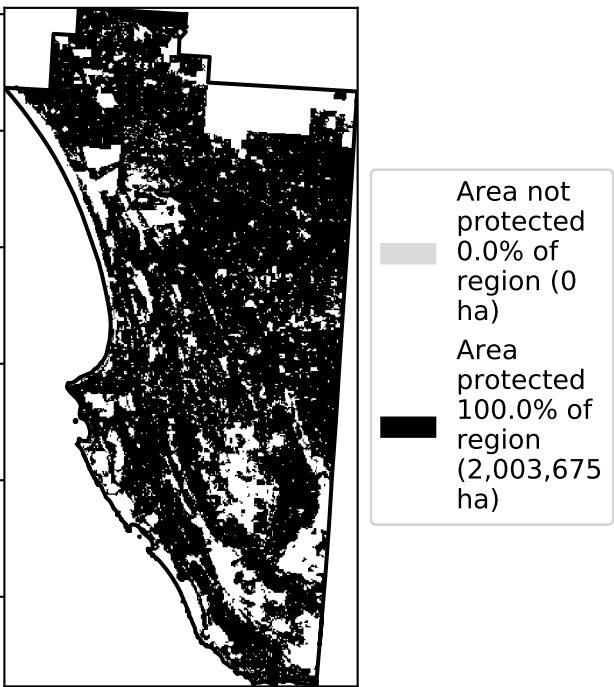 Area not
protected
0.0% of
region (0
ha)
Area
protected
100.0% of
region
(2,003,675
ha)